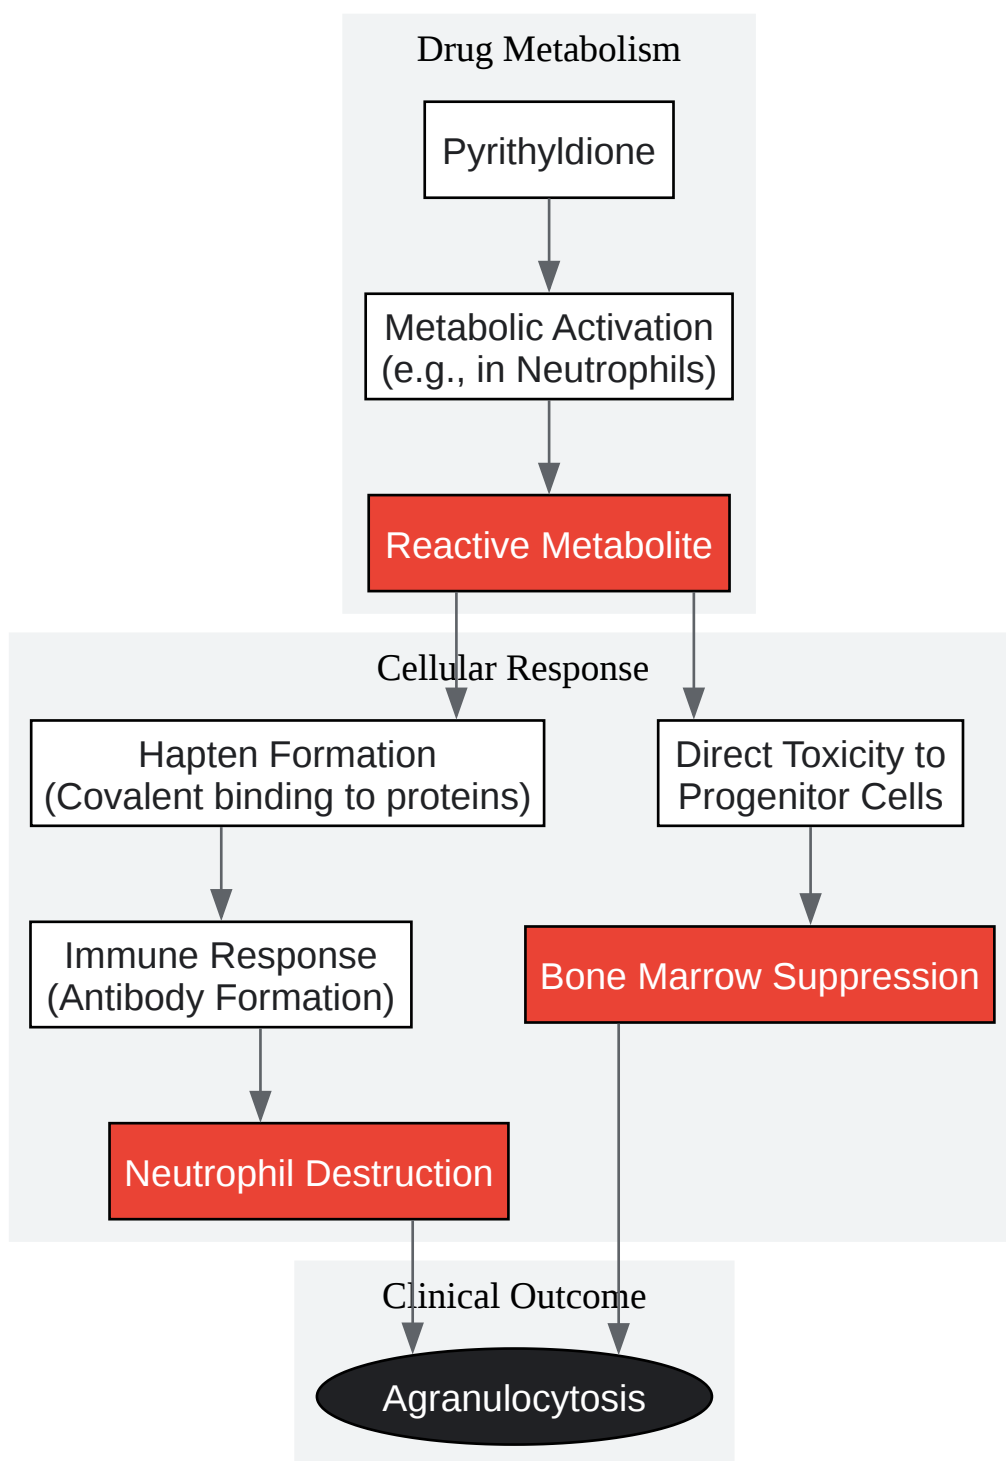 Drug Metabolism
Pyrithyldione
Metabolic Activation
(e.g., in Neutrophils)
Reactive Metabolite
Cellular Response
Hapten Formation
(Covalent binding to proteins)
Direct Toxicity to
Progenitor Cells
Immune Response
(Antibody Formation)
Bone Marrow Suppression
Neutrophil Destruction
Clinical Outcome
Agranulocytosis